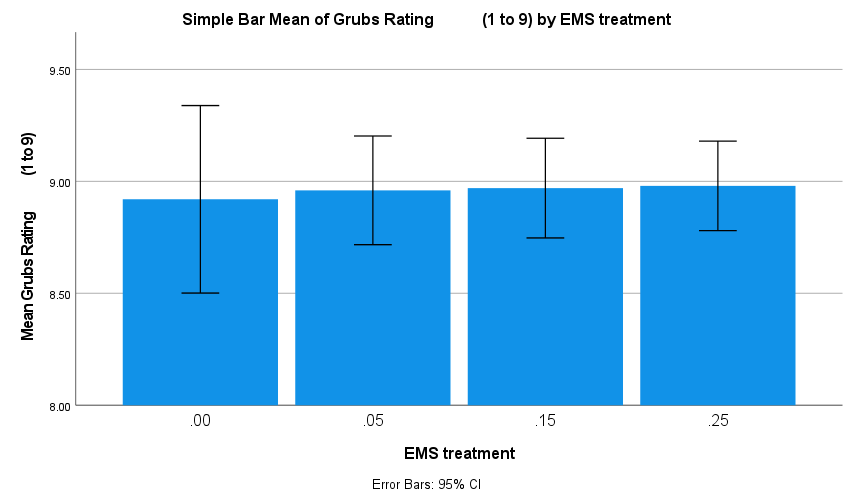 Simple Bar Mean of Grubs Rating (1 to 9) by EMS treatment
Mean Grubs Rating (1 to 9)
9.50
9.00
8.50
8.00
.00 .05 .15 .25
EMS treatment
Error Bars: 95% CI